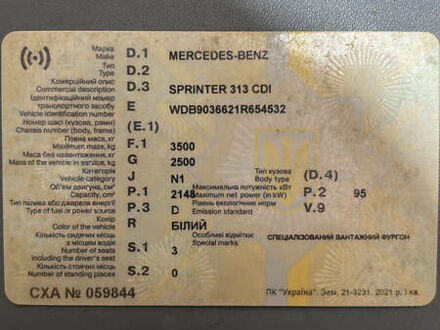 Марка
Make D.1 MERCEDES-BENZ
Тип
Type D.2
Комерційний опис
Commercial description D.3 SPRINTER 313 CDI
Ідентифікаційний номер
транспортного засобу E WDB9036621R654532
Vehicle identification number
Номер шасі (кузова, рами)
Chassis number (body, frame) (E.1)
Повна маса, кг
Maximum mass, kg F.1 3500
Маса без навантаження, кг
Mass of the vehicle in service, kg G 2500
Категорія Тип кузова
Vehicle category J N1 Body type (D.4)
Об'єм двигуна, см³ Максимальна потужність кВт
Capacity, cm³ P.1 2148 Maximum net power (in kW) P.2 95
Тип палива або джерела енергії Рівень екологічних норм
Type of fuel or power source P.3 D Emission standard V.9
Колір
Color of the vehicle R БІЛИЙ
Кількість сидячих місць Особливі відмітки:
з місцем водія Special marks СПЕЦІАЛІЗОВАНИЙ ВАНТАЖНИЙ ФУРГОН
Number of seats S.1 3
including the driver's seat
Кількість стоячих місць
Number of standing places S.2 0
СХА № 059844 ПК "Україна". Зам. 21-3231. 2021 р. I кв.